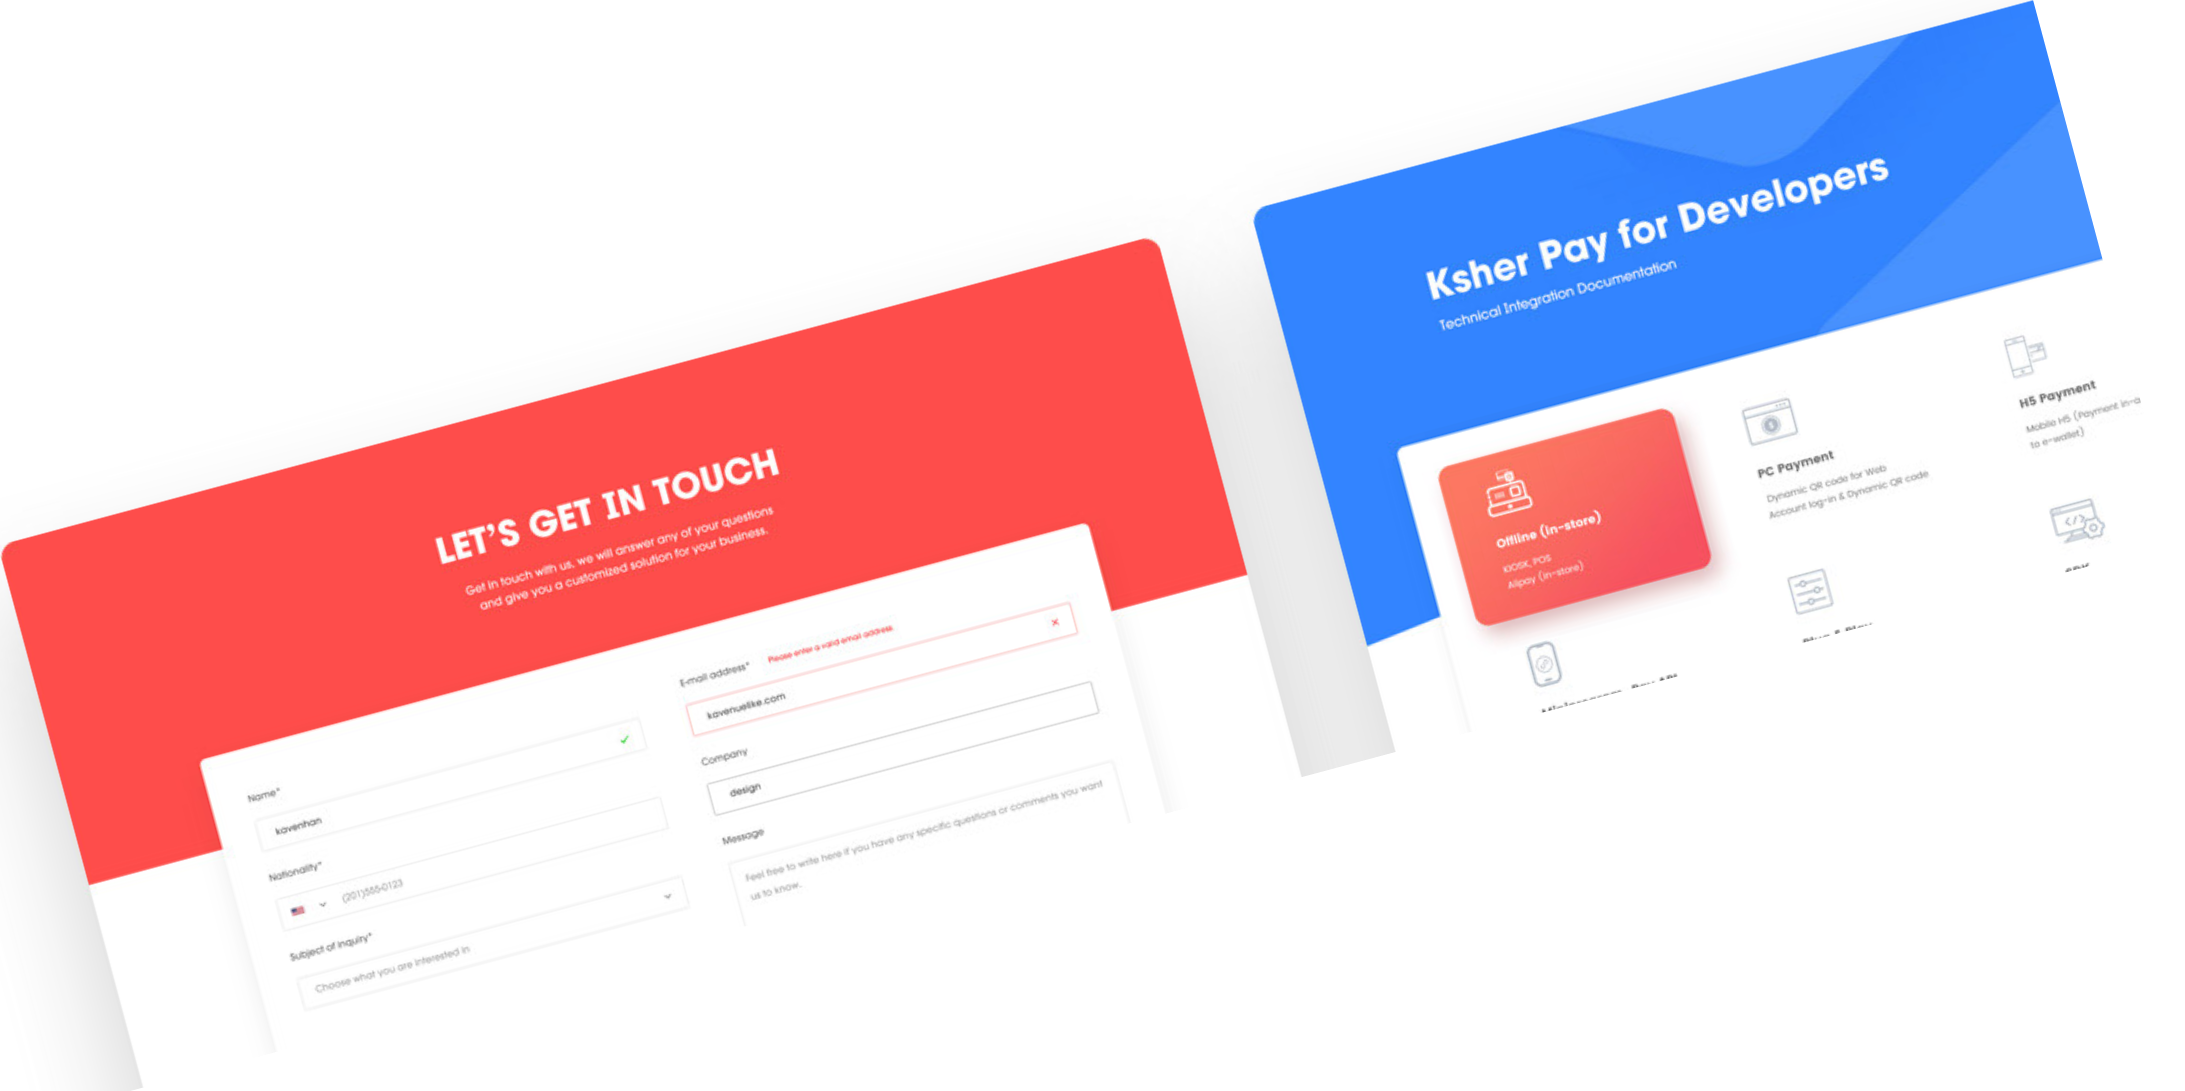 LET'S GET IN TOUCH
Get in touch with us, we will answer any of your questions
and give you a customized solution for your business.
Name*
kavenhan
Nationality*
(201)555-0123
Subject of inquiry*
Choose what you are interested in
E-mail address*
Please enter a valid email address
kavenuelike.com
Company
design
Message
Feel free to write here if you have any specific questions or comments you want
us to know.
Ksher Pay for Developers
Technical Integration Documentation
Offline (in-store)
KIOSK, POS
Alipay (in-store)
PC Payment
Dynamic QR code for Web
Account log-in & Dynamic QR code
H5 Payment
Mobile H5 (Payment in-a
to e-wallet)